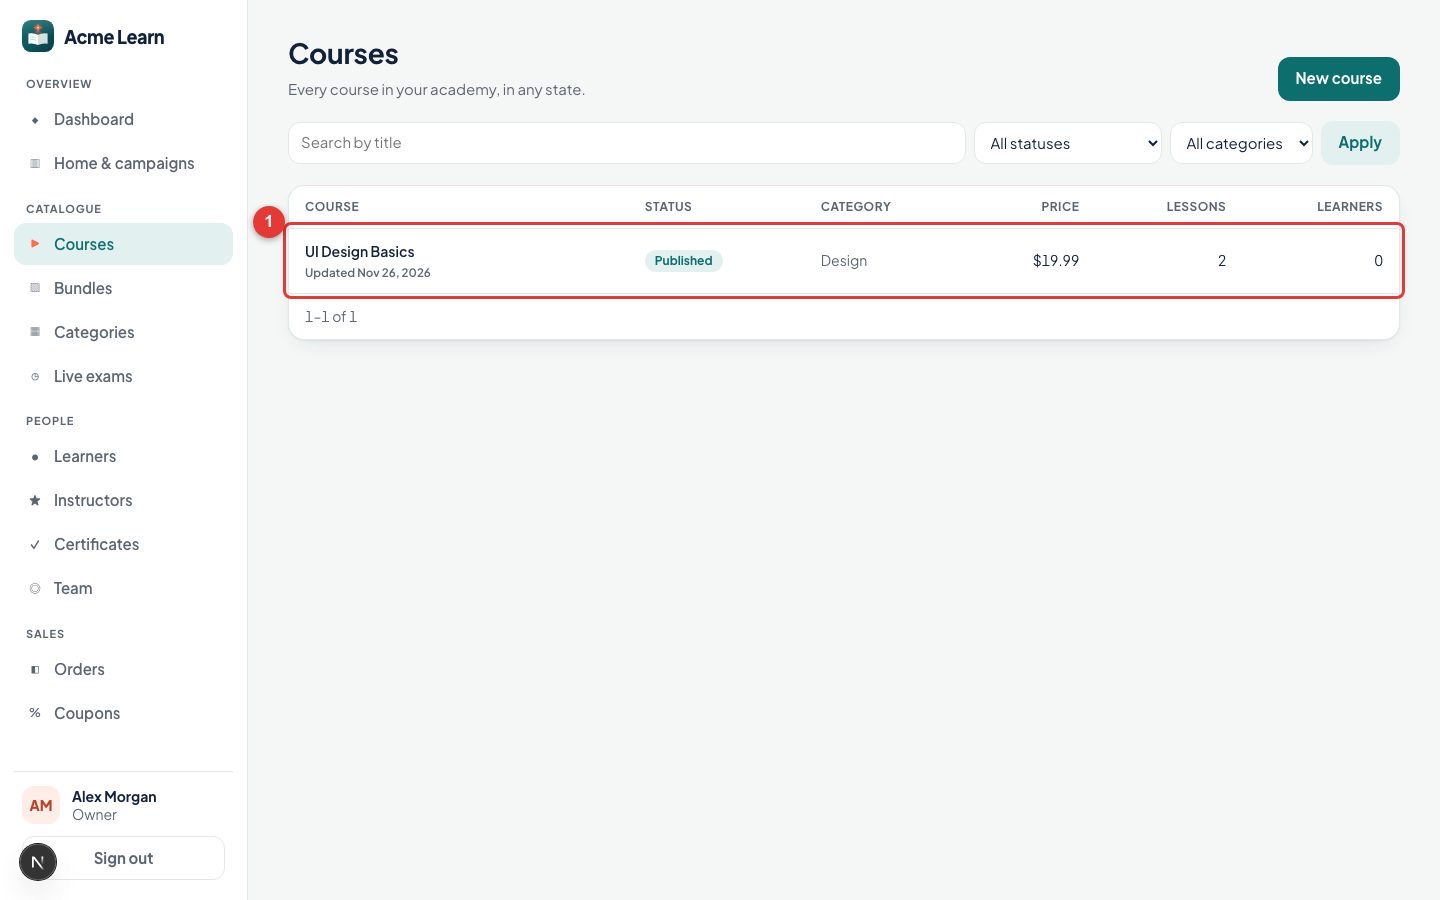 Acme Learn
OVERVIEW
Dashboard
Home & campaigns
CATALOGUE
Courses
Bundles
Categories
Live exams
PEOPLE
Learners
Instructors
Certificates
Team
SALES
Orders
% Coupons
AM
Alex Morgan
Owner
N
Sign out
Courses
Every course in your academy, in any state.
New course
Search by title
All statuses
All categories
Apply
COURSE STATUS CATEGORY PRICE LESSONS LEARNERS
1
UI Design Basics
Updated Nov 26, 2026
Published Design $19.99 2 0
1–1 of 1